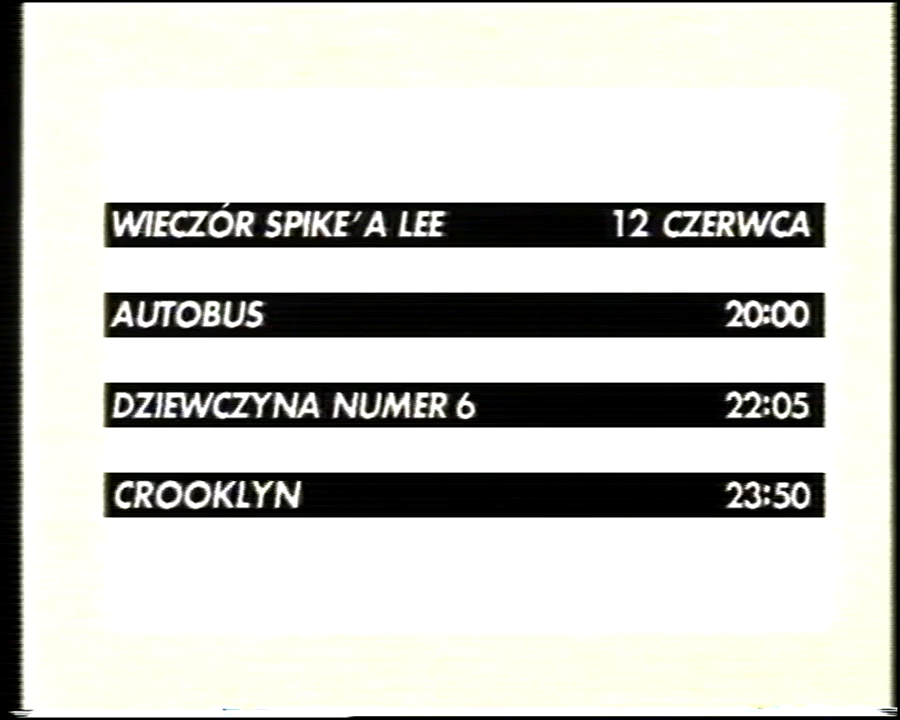 WIECZÓR SPIKE'A LEE 12 CZERWCA
AUTOBUS 20:00
DZIEWCZYNA NUMER 6 22:05
CROOKLYN 23:50